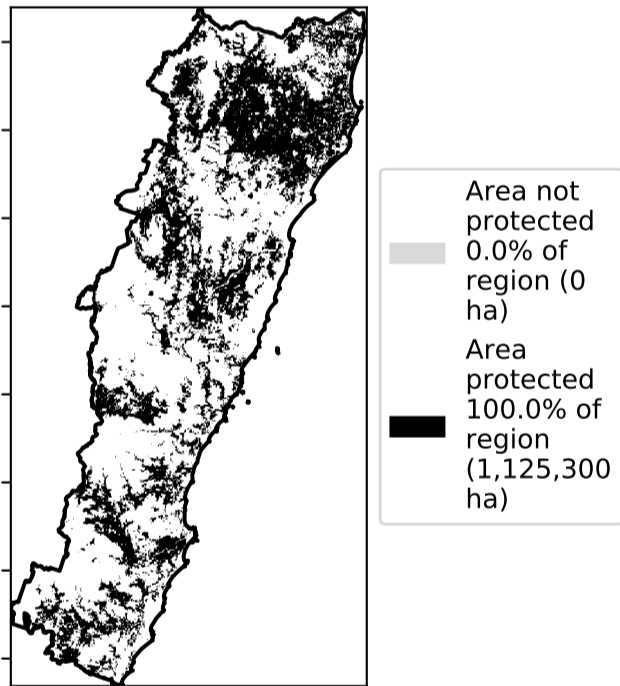 Area not
protected
0.0% of
region (0
ha)
Area
protected
100.0% of
region
(1,125,300
ha)